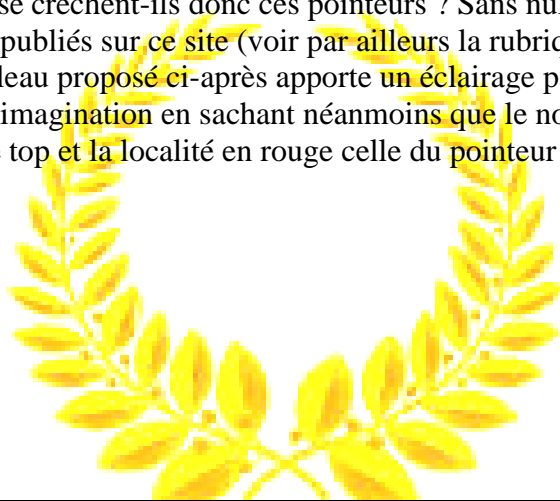 se crèchent-ils donc ces pointeurs ? Sans nul
publiés sur ce site (voir par ailleurs la rubriq
leau proposé ci-après apporte un éclairage p
imagination en sachant néanmoins que le no
top et la localité en rouge celle du pointeur